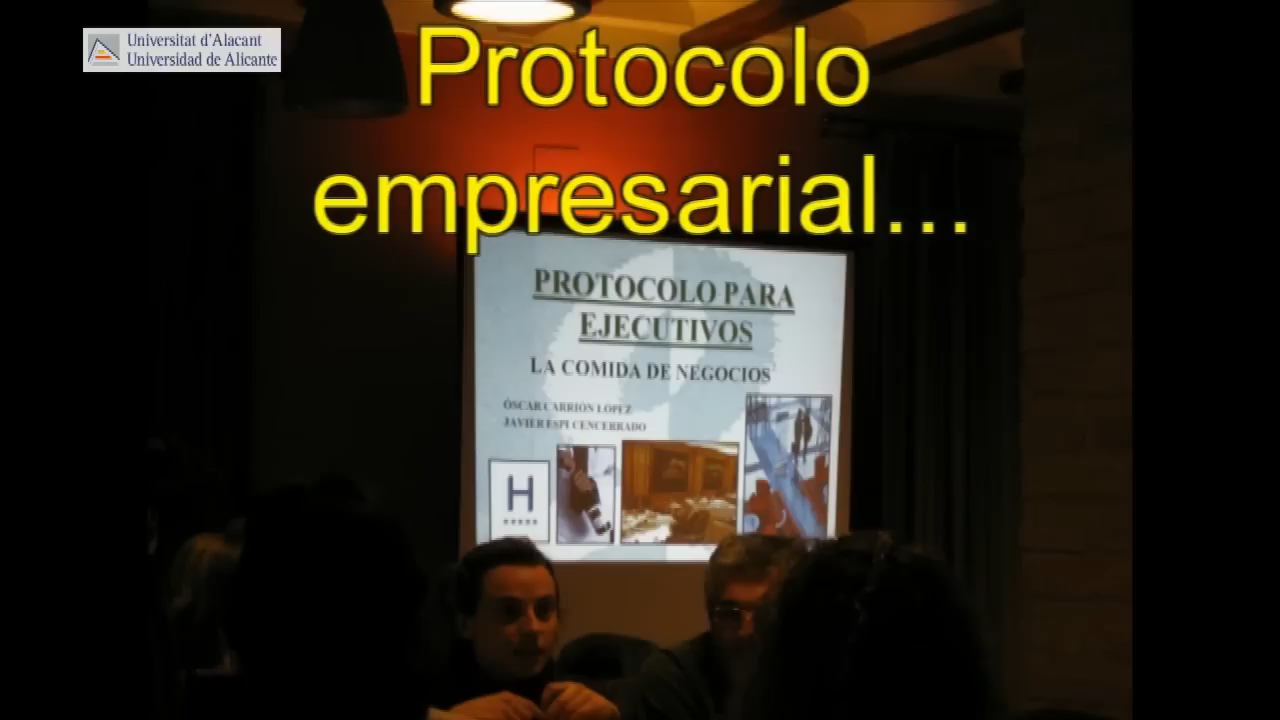 Universitat d'Alacant
Universidad de Alicante
Protocolo
empresarial...
PROTOCOLO PARA
EJECUTIVOS
LA COMIDA DE NEGOCIOS
ÓSCAR CARRIÓN LÓPEZ
JAVIER ESPÍ CENCERRADO
H